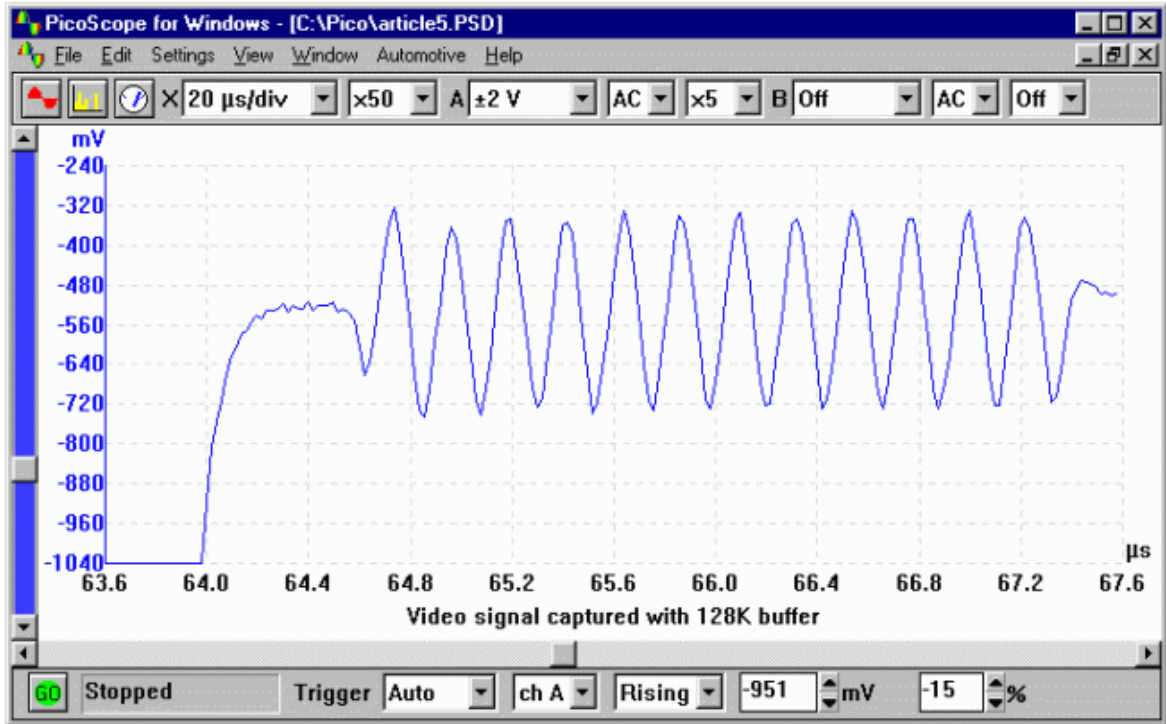 PicoScope for Windows - [C:\Pico\article5.PSD]
File Edit Settings View Window Automotive Help
X 20 µs/div x50 A ±2 V AC x5 B Off AC Off
mV
-240
-320
-400
-480
-560
-640
-720
-800
-880
-960
-1040
µs
63.6 64.0 64.4 64.8 65.2 65.6 66.0 66.4 66.8 67.2 67.6
Video signal captured with 128K buffer
GO Stopped Trigger Auto ch A Rising -951 mV -15 %